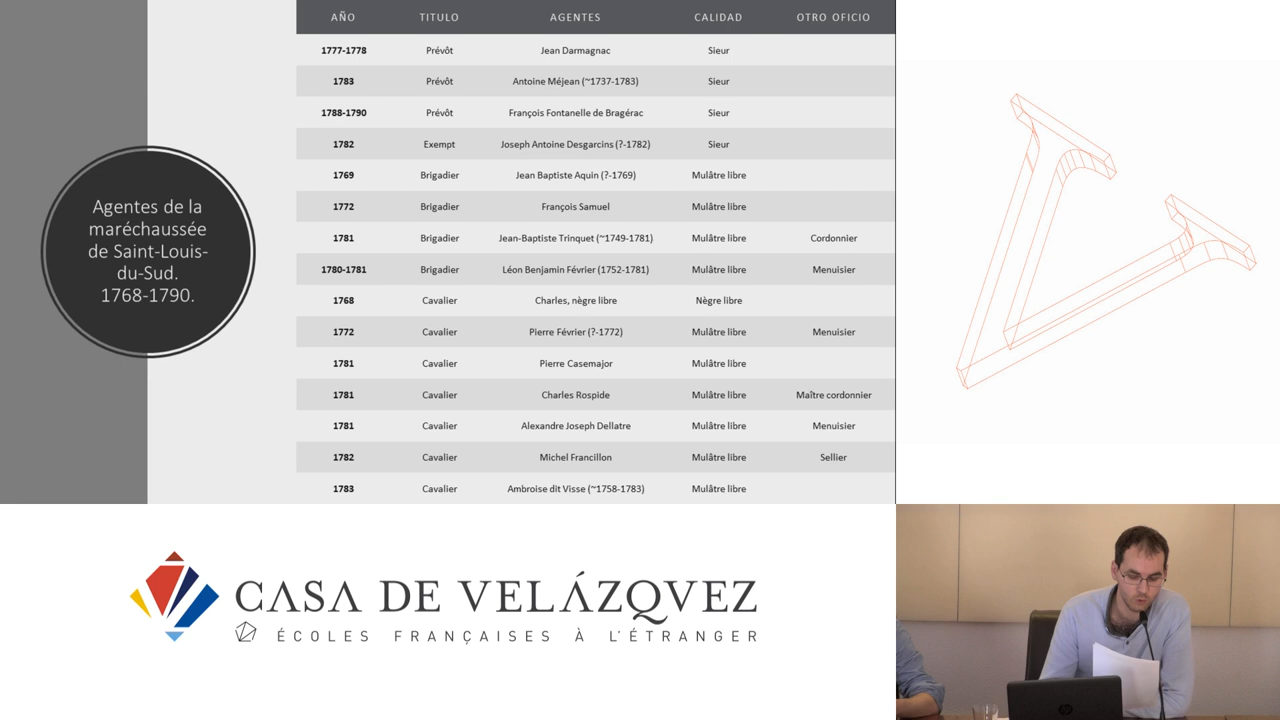 Agentes de la
maréchaussée
de Saint-Louis-
du-Sud.
1768-1790.
AÑO TITULO AGENTES CALIDAD OTRO OFICIO
1777-1778 Prévôt Jean Darmagnac Sieur
1783 Prévôt Antoine Méjean (~1737-1783) Sieur
1788-1790 Prévôt François Fontanelle de Bragérac Sieur
1782 Exempt Joseph Antoine Desgarcins (?-1782) Sieur
1769 Brigadier Jean Baptiste Aquin (?-1769) Mulâtre libre
1772 Brigadier François Samuel Mulâtre libre
1781 Brigadier Jean-Baptiste Trinquet (~1749-1781) Mulâtre libre Cordonnier
1780-1781 Brigadier Léon Benjamin Février (1752-1781) Mulâtre libre Menuisier
1768 Cavalier Charles, nègre libre Nègre libre
1772 Cavalier Pierre Février (?-1772) Mulâtre libre Menuisier
1781 Cavalier Pierre Casemajor Mulâtre libre
1781 Cavalier Charles Rospide Mulâtre libre Maître cordonnier
1781 Cavalier Alexandre Joseph Dellatre Mulâtre libre Menuisier
1782 Cavalier Michel Francillon Mulâtre libre Sellier
1783 Cavalier Ambroise dit Visse (~1758-1783) Mulâtre libre
CASA DE VELÁZQVEZ
ÉCOLES FRANÇAISES À L'ÉTRANGER
hp